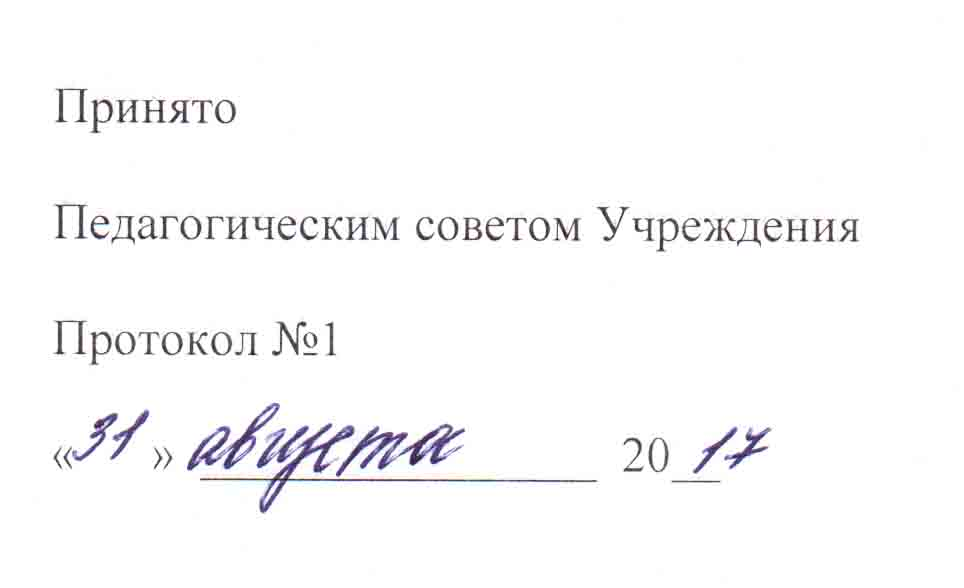 Принято
Педагогическим советом Учреждения
Протокол №1
«31» августа 2017